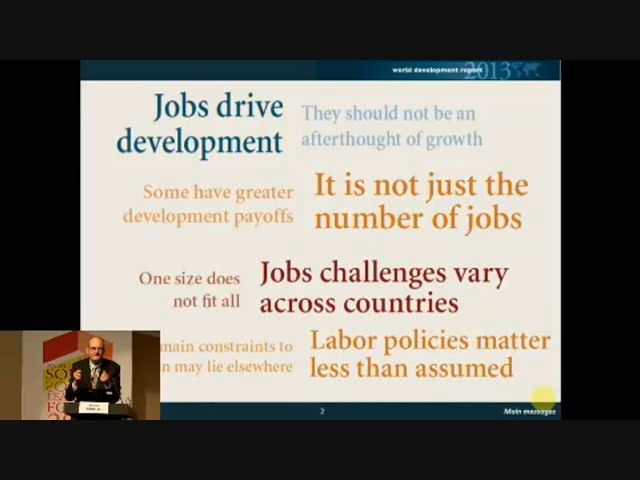 world development report 2013
Jobs drive
development
They should not be an
afterthought of growth
Some have greater
development payoffs
It is not just the
number of jobs
One size does
not fit all
Jobs challenges vary
across countries
main constraints to
may lie elsewhere
Labor policies matter
less than assumed
2
Main messages